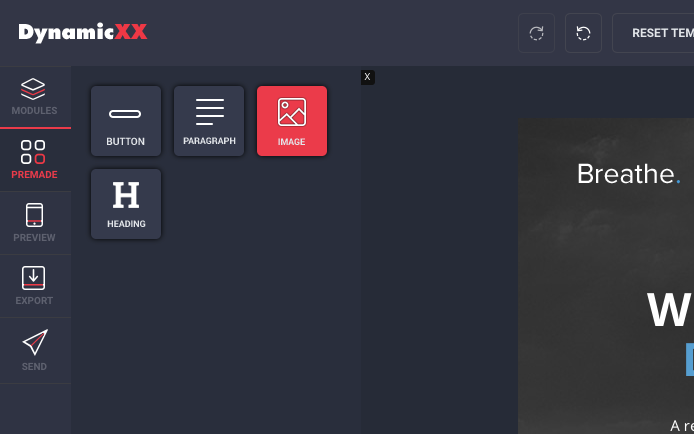 DynamicXX
RESET TEM
X
MODULES
PREMADE
PREVIEW
EXPORT
SEND
BUTTON
PARAGRAPH
IMAGE
H
HEADING
Breathe.
W
A re